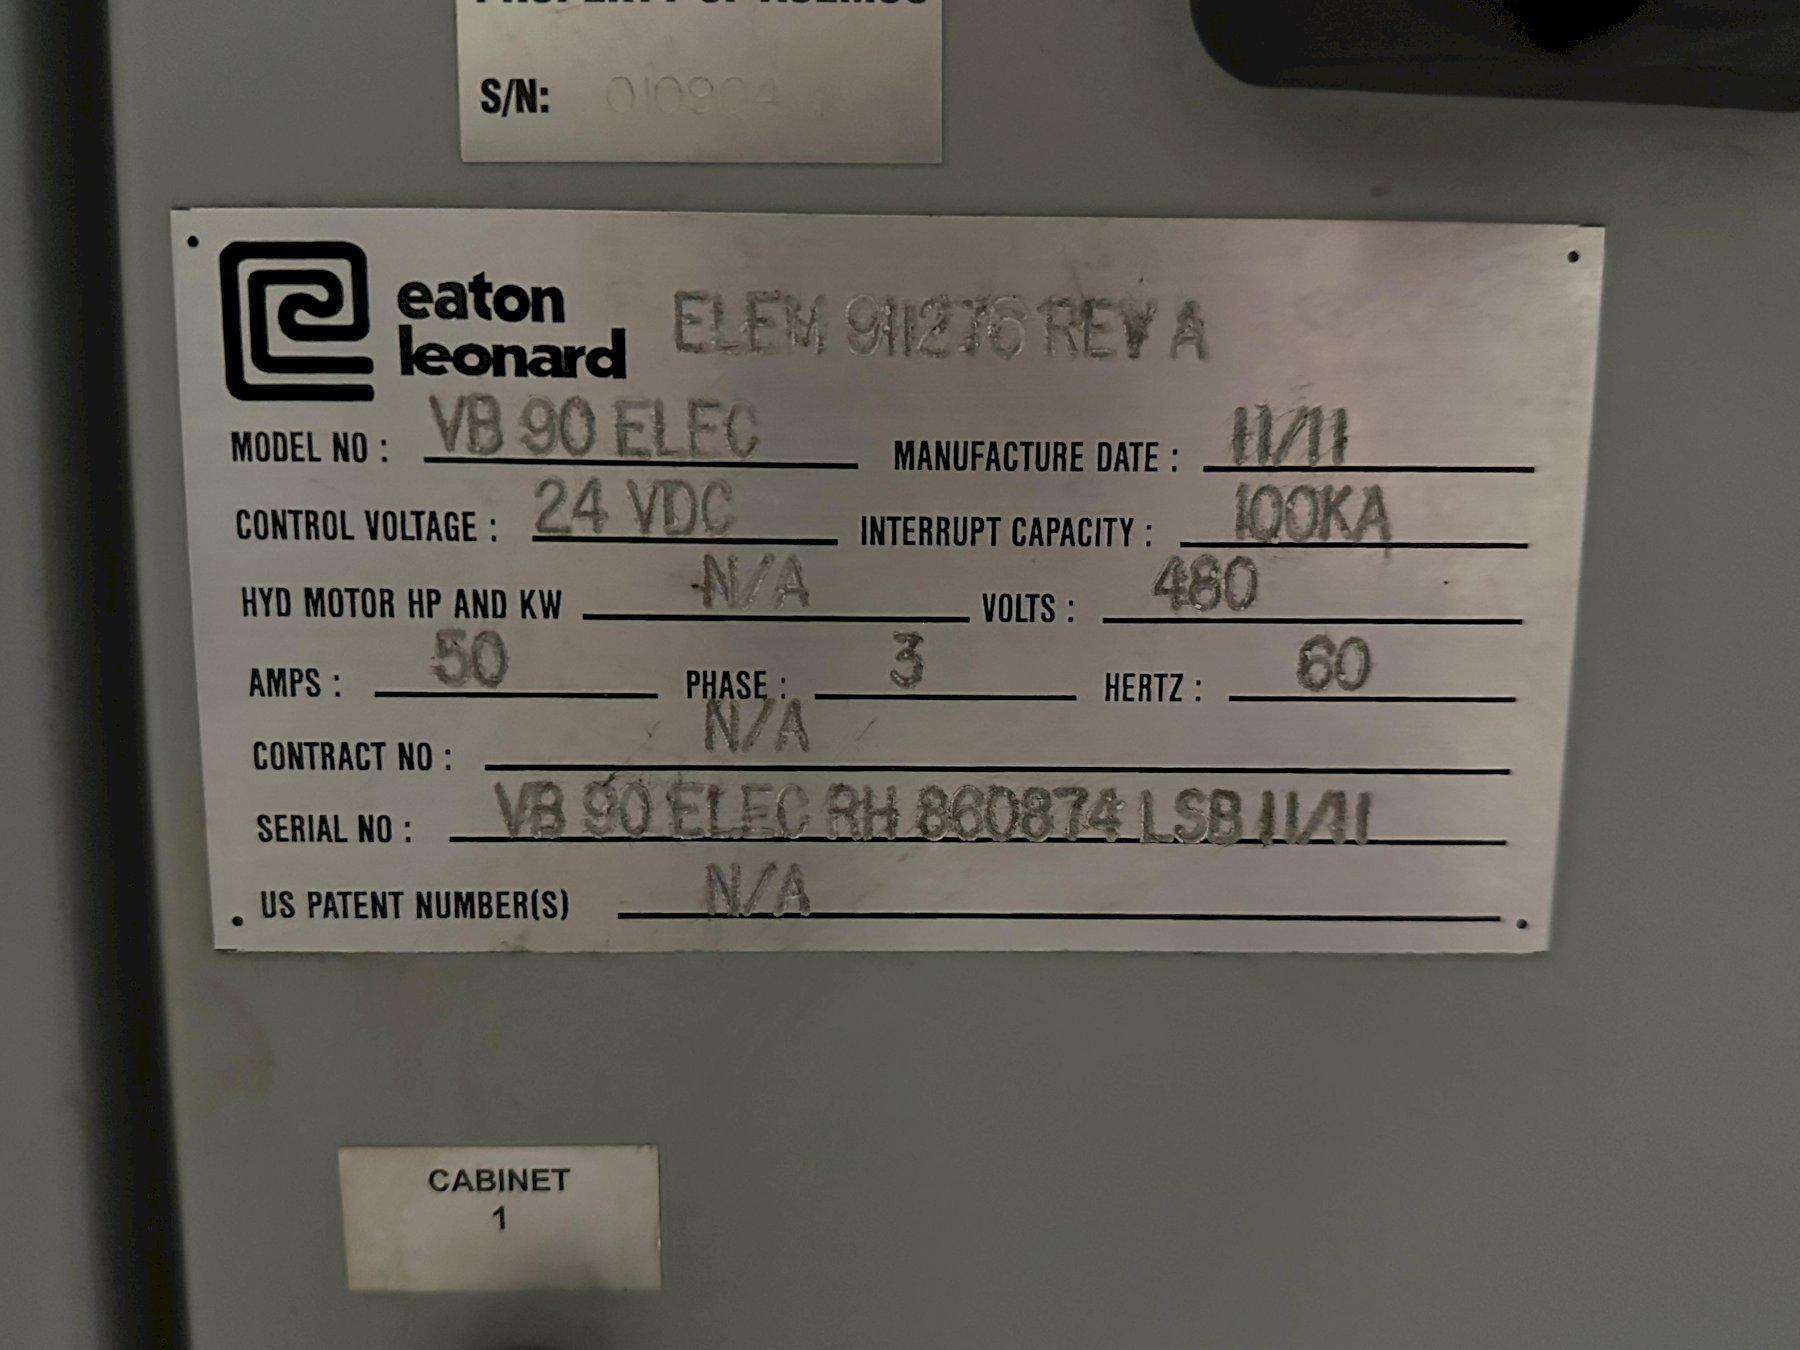 S/N:
eaton
leonard
ELEM 911276 REV A
MODEL NO : VB 90 ELEC MANUFACTURE DATE : 11/11
CONTROL VOLTAGE : 24 VDC INTERRUPT CAPACITY : 100KA
HYD MOTOR HP AND KW N/A VOLTS : 480
AMPS : 50 PHASE : 3 HERTZ : 60
CONTRACT NO : N/A
SERIAL NO : VB 90 ELEC RH 860874 LSB 11/11
US PATENT NUMBER(S) N/A
CABINET
1